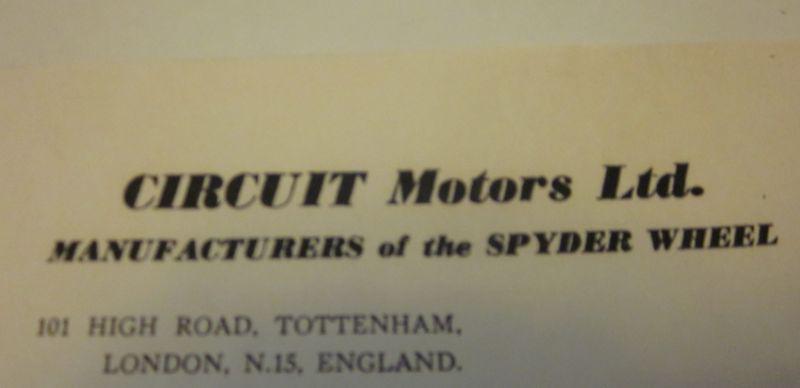 CIRCUIT Motors Ltd.
MANUFACTURERS of the SPYDER WHEEL
101 HIGH ROAD, TOTTENHAM,
LONDON, N.15, ENGLAND.